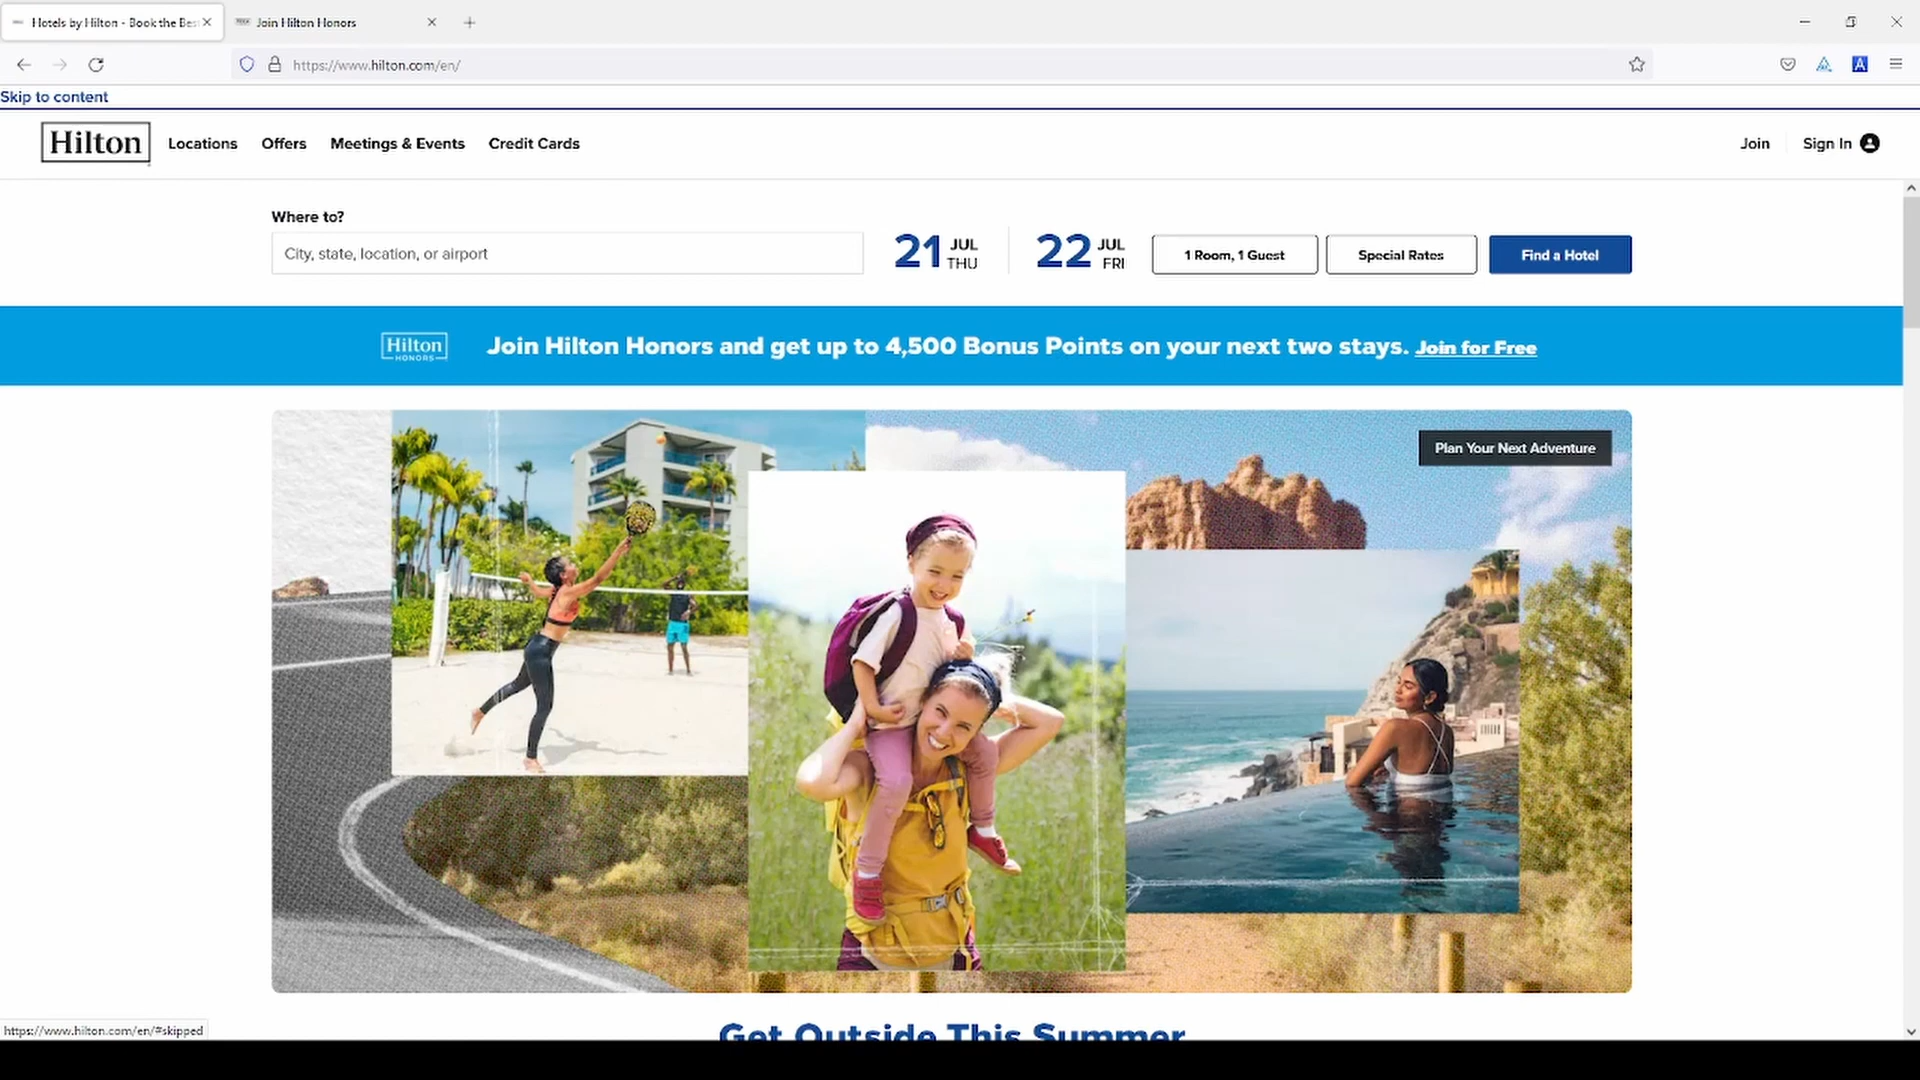 Hotels by Hilton - Book the Bes
Join Hilton Honors
https://www.hilton.com/en/
Skip to content
Hilton
Locations
Offers
Meetings & Events
Credit Cards
Join
Sign In
Where to?
City, state, location, or airport
21 JUL THU
22 JUL FRI
1 Room, 1 Guest
Special Rates
Find a Hotel
Hilton HONORS
Join Hilton Honors and get up to 4,500 Bonus Points on your next two stays. Join for Free
Plan Your Next Adventure
Get Outside This Summer
https://www.hilton.com/en/#skipped